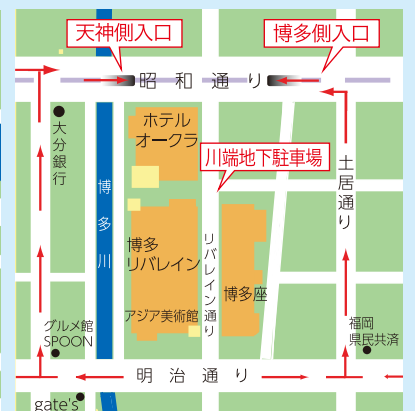 天神側入口
博多側入口
昭和通り
大分銀行
ホテル
オークラ
川端地下駐車場
土居通り
博多川
博多
リバレイン
リバレイン通り
博多座
アジア美術館
グルメ館
SPOON
福岡
県民共済
明治通り
gate's